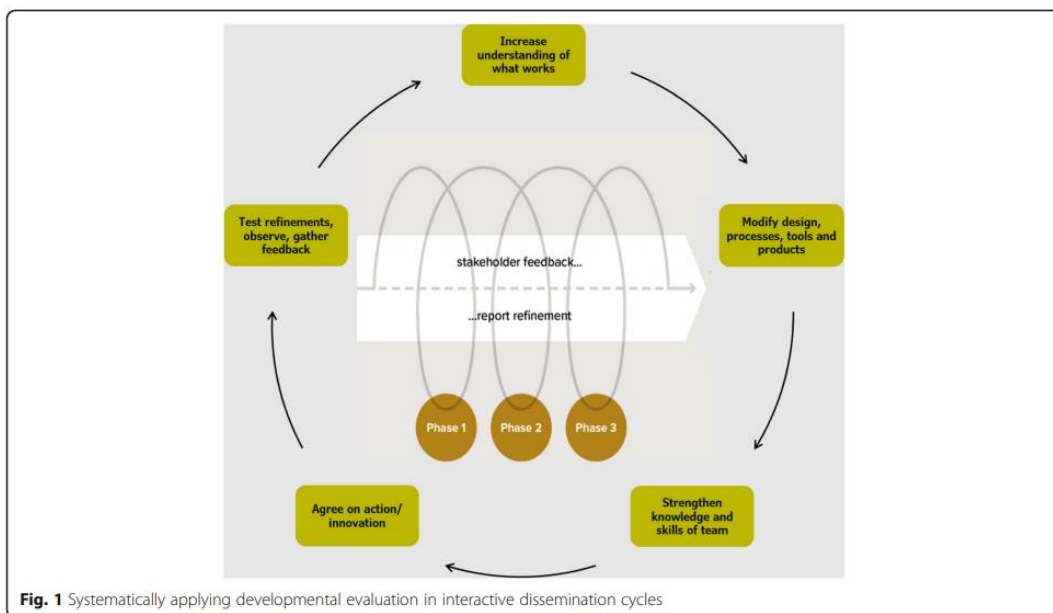 Increase
understanding of
what works
Test refinements,
observe, gather
feedback
Modify design,
processes, tools and
products
stakeholder feedback...
...report refinement
Phase 1
Phase 2
Phase 3
Agree on action/
innovation
Strengthen
knowledge and
skills of team
Fig. 1 Systematically applying developmental evaluation in interactive dissemination cycles